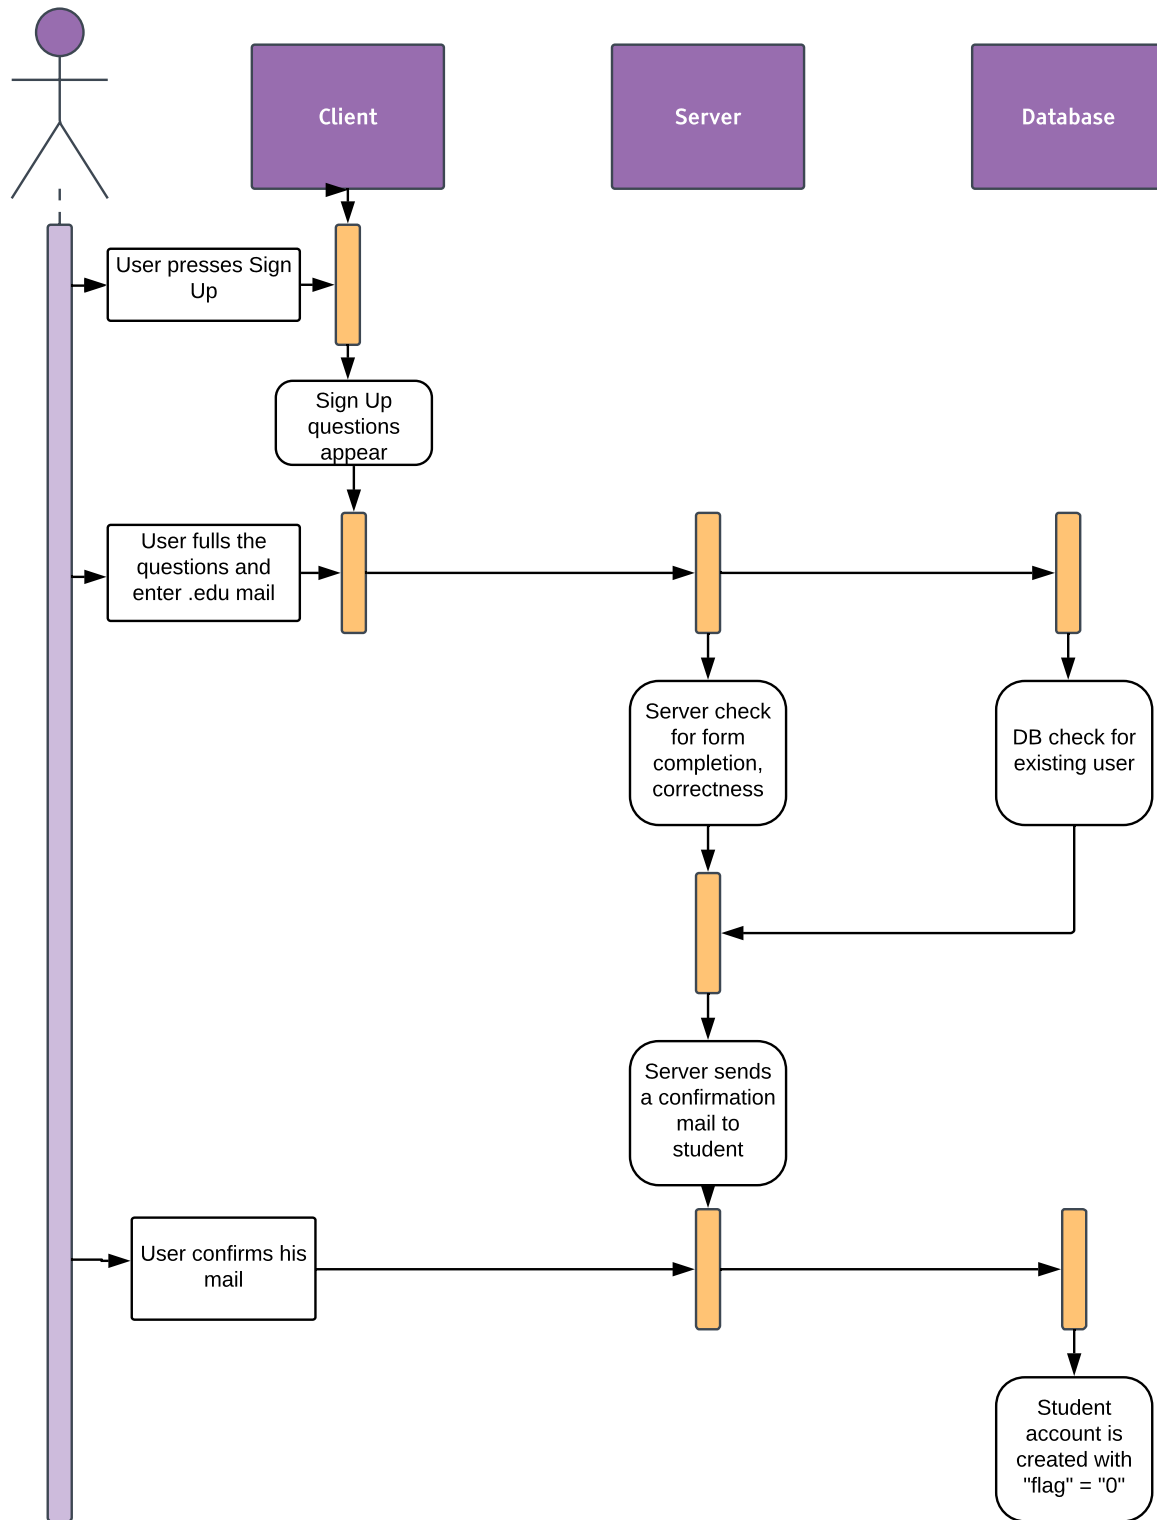 Client
Server
Database
User presses Sign
Up
Sign Up
questions
appear
User fulls the
questions and
enter .edu mail
Server check
for form
completion,
correctness
DB check for
existing user
Server sends
a confirmation
mail to
student
User confirms his
mail
Student
account is
created with
"flag" = "0"